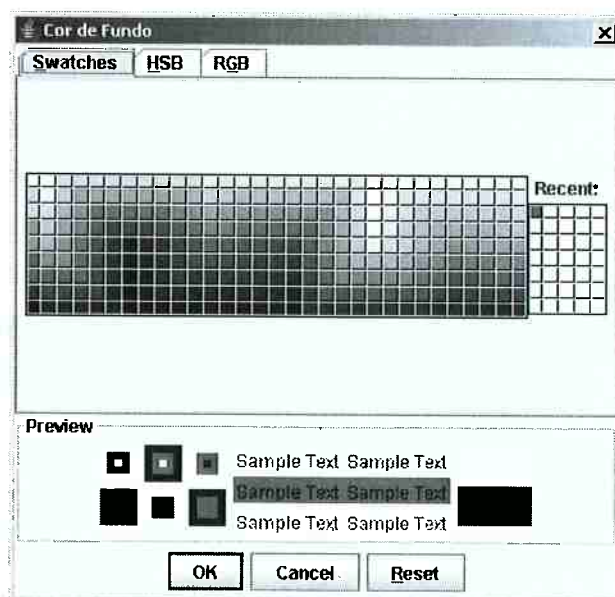 Cor de Fundo
Swatches HSB RGB
Recent:
Preview
Sample Text Sample Text
Sample Text Sample Text
Sample Text Sample Text
OK Cancel Reset